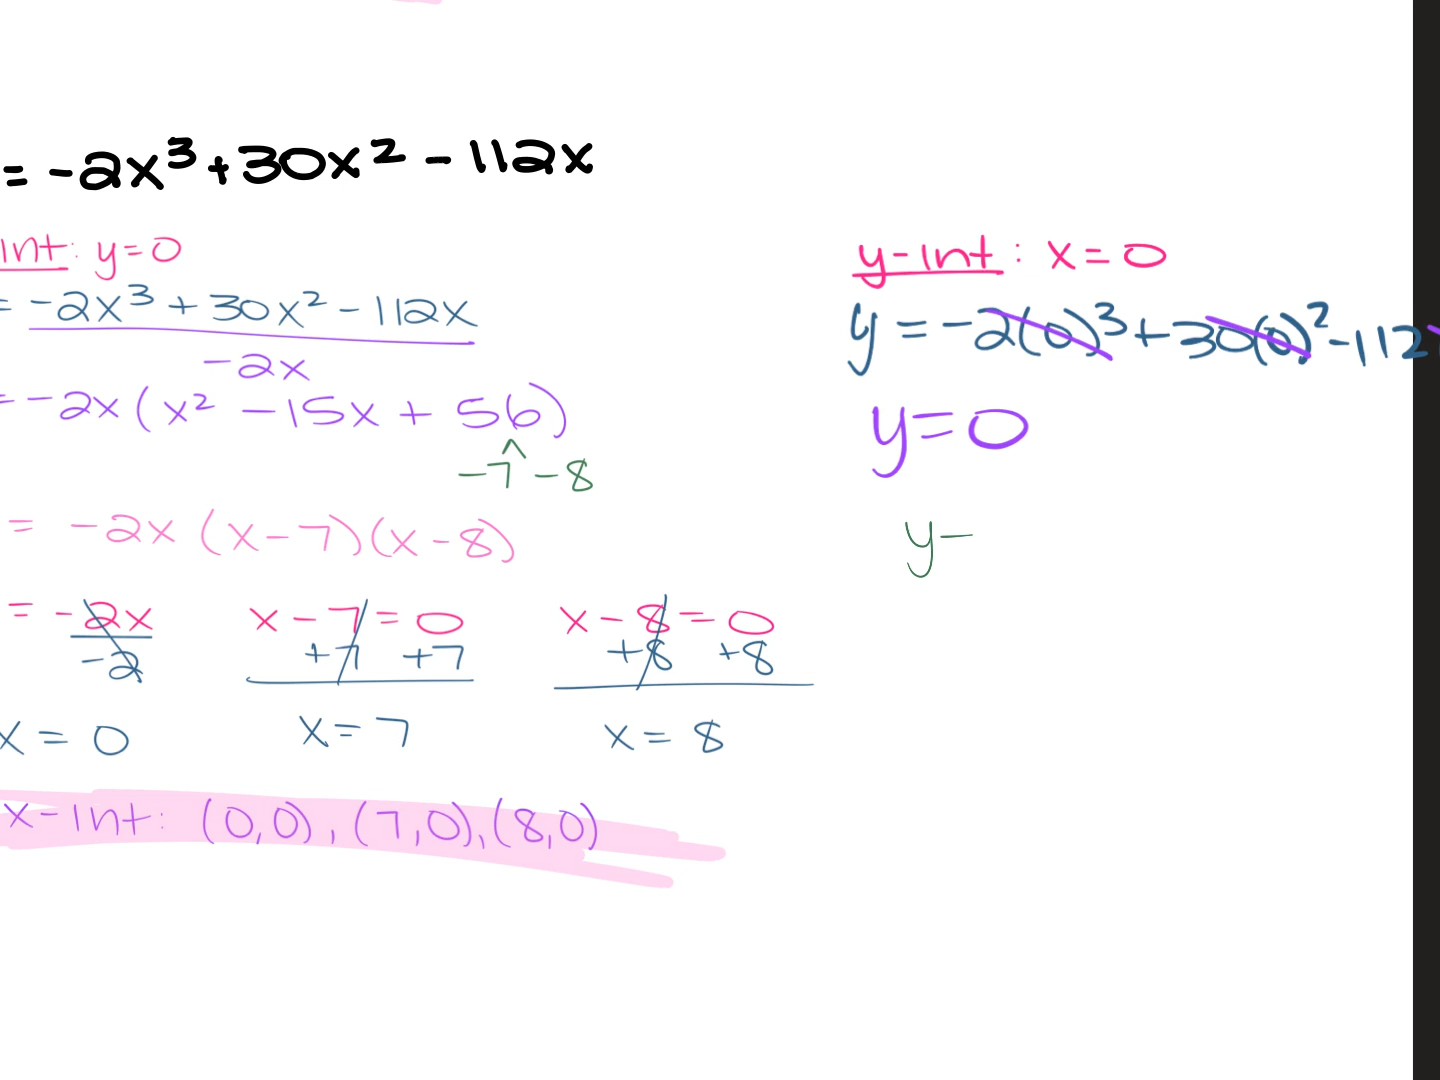 = -2x³ + 30x² - 112x
int: y=0
= -2x³ + 30x² - 112x
-2x
= -2x (x² - 15x + 56)
-7 -8
= -2x (x-7)(x-8)
= -2x x - 7 = 0 x - 8 = 0
-2 +7 +7 +8 +8
x = 0 x = 7 x = 8
x-int: (0,0), (7,0), (8,0)
y-int: x = 0
y = -2(0)³ + 30(0)² - 112
y = 0
y-